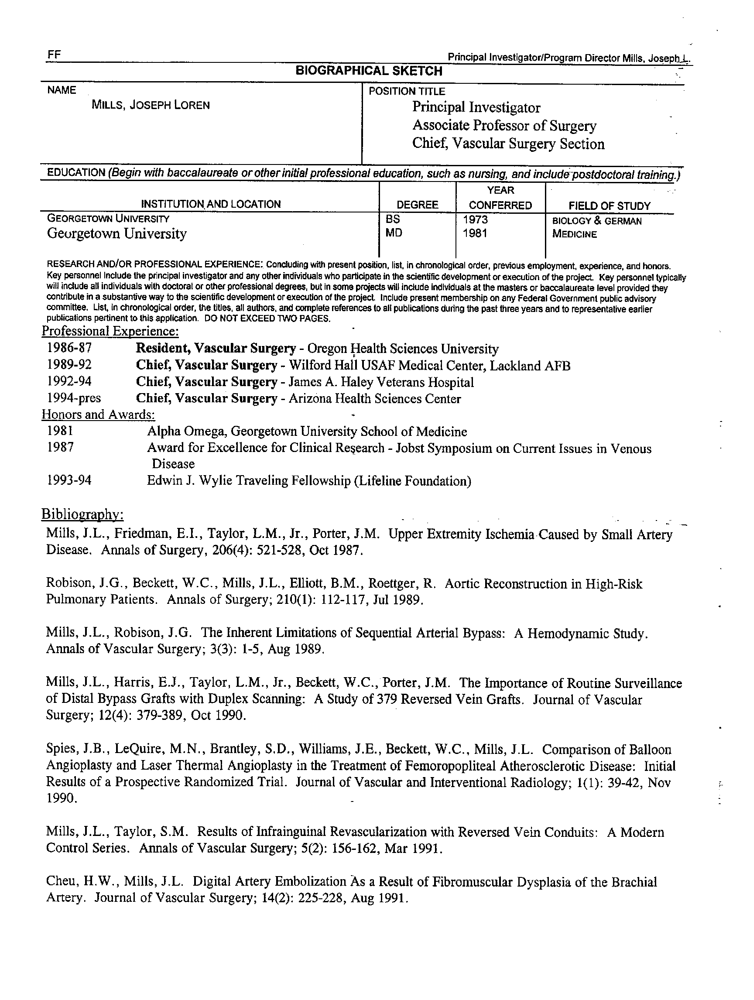 FF
Principal Investigator/Program Director Mills, Joseph L.
BIOGRAPHICAL SKETCH
NAME
POSITION TITLE
MILLS, JOSEPH LOREN
Principal Investigator
Associate Professor of Surgery
Chief, Vascular Surgery Section
EDUCATION (Begin with baccalaureate or other initial professional education, such as nursing, and include postdoctoral training.)
INSTITUTION AND LOCATION
DEGREE
YEAR
CONFERRED
FIELD OF STUDY
GEORGETOWN UNIVERSITY
BS
1973
BIOLOGY & GERMAN
Georgetown University
MD
1981
MEDICINE
RESEARCH AND/OR PROFESSIONAL EXPERIENCE: Concluding with present position, list, in chronological order, previous employment, experience, and honors.
Key personnel include the principal investigator and any other individuals who participate in the scientific development or execution of the project. Key personnel typically
will include all individuals with doctoral or other professional degrees, but in some projects will include individuals at the masters or baccalaureate level provided they
contribute in a substantive way to the scientific development or execution of the project. Include present membership on any Federal Government public advisory
committee. List, in chronological order, the titles, all authors, and complete references to all publications during the past three years and to representative earlier
publications pertinent to this application. DO NOT EXCEED TWO PAGES.
Professional Experience:
1986-87 Resident, Vascular Surgery - Oregon Health Sciences University
1989-92 Chief, Vascular Surgery - Wilford Hall USAF Medical Center, Lackland AFB
1992-94 Chief, Vascular Surgery - James A. Haley Veterans Hospital
1994-pres Chief, Vascular Surgery - Arizona Health Sciences Center
Honors and Awards:
1981 Alpha Omega, Georgetown University School of Medicine
1987 Award for Excellence for Clinical Research - Jobst Symposium on Current Issues in Venous
Disease
1993-94 Edwin J. Wylie Traveling Fellowship (Lifeline Foundation)
Bibliography:
Mills, J.L., Friedman, E.I., Taylor, L.M., Jr., Porter, J.M. Upper Extremity Ischemia Caused by Small Artery
Disease. Annals of Surgery, 206(4): 521-528, Oct 1987.
Robison, J.G., Beckett, W.C., Mills, J.L., Elliott, B.M., Roettger, R. Aortic Reconstruction in High-Risk
Pulmonary Patients. Annals of Surgery; 210(1): 112-117, Jul 1989.
Mills, J.L., Robison, J.G. The Inherent Limitations of Sequential Arterial Bypass: A Hemodynamic Study.
Annals of Vascular Surgery; 3(3): 1-5, Aug 1989.
Mills, J.L., Harris, E.J., Taylor, L.M., Jr., Beckett, W.C., Porter, J.M. The Importance of Routine Surveillance
of Distal Bypass Grafts with Duplex Scanning: A Study of 379 Reversed Vein Grafts. Journal of Vascular
Surgery; 12(4): 379-389, Oct 1990.
Spies, J.B., LeQuire, M.N., Brantley, S.D., Williams, J.E., Beckett, W.C., Mills, J.L. Comparison of Balloon
Angioplasty and Laser Thermal Angioplasty in the Treatment of Femoropopliteal Atherosclerotic Disease: Initial
Results of a Prospective Randomized Trial. Journal of Vascular and Interventional Radiology; 1(1): 39-42, Nov
1990.
Mills, J.L., Taylor, S.M. Results of Infrainguinal Revascularization with Reversed Vein Conduits: A Modern
Control Series. Annals of Vascular Surgery; 5(2): 156-162, Mar 1991.
Cheu, H.W., Mills, J.L. Digital Artery Embolization As a Result of Fibromuscular Dysplasia of the Brachial
Artery. Journal of Vascular Surgery; 14(2): 225-228, Aug 1991.